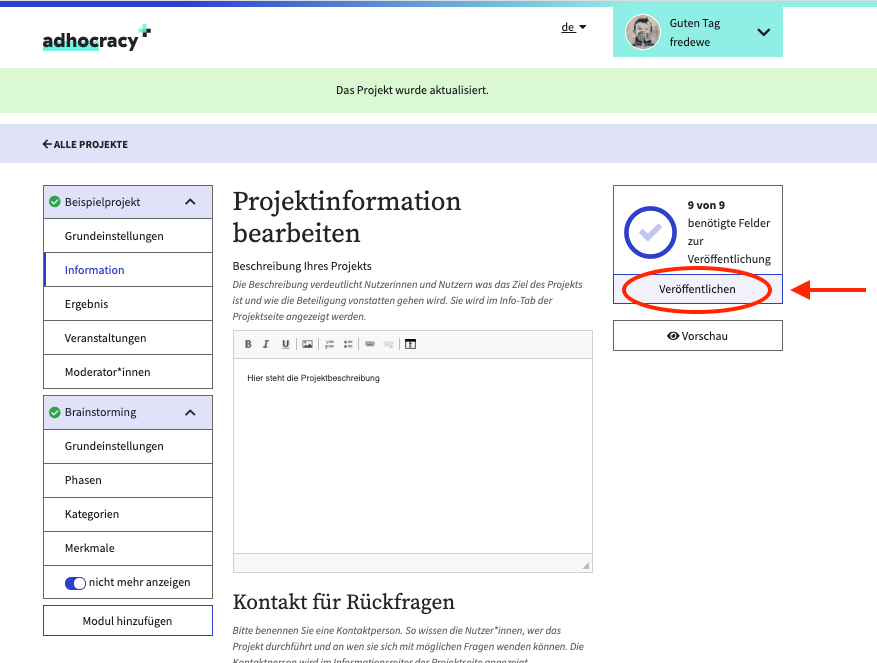 adhocracy+
de
Guten Tag
fredewe
Das Projekt wurde aktualisiert.
ALLE PROJEKTE
Beispielprojekt
Grundeinstellungen
Information
Ergebnis
Veranstaltungen
Moderator*innen
Brainstorming
Grundeinstellungen
Phasen
Kategorien
Merkmale
nicht mehr anzeigen
Modul hinzufügen
Projektinformation
bearbeiten
Beschreibung Ihres Projekts
Die Beschreibung verdeutlicht Nutzerinnen und Nutzern was das Ziel des Projekts
ist und wie die Beteiligung vonstatten gehen wird. Sie wird im Info-Tab der
Projektseite angezeigt werden.
B I U
Hier steht die Projektbeschreibung
Kontakt für Rückfragen
Bitte benennen Sie eine Kontaktperson. So wissen die Nutzer*innen, wer das
Projekt durchführt und an wen sie sich mit möglichen Fragen wenden können. Die
Kontaktperson wird im Informationsreiter der Projektseite angezeigt.
9 von 9
benötigte Felder
zur
Veröffentlichung
Veröffentlichen
Vorschau